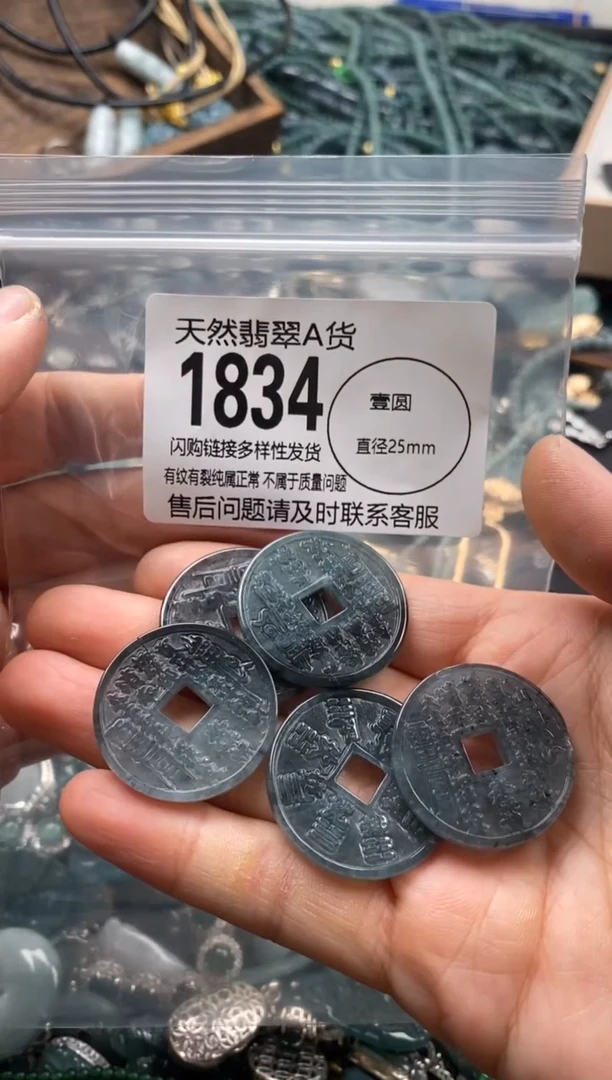 天然翡翠A货
1834
壹圆
直径25mm
闪购链接多样性发货
有纹有裂纯属正常 不属于质量问题
售后问题请及时联系客服